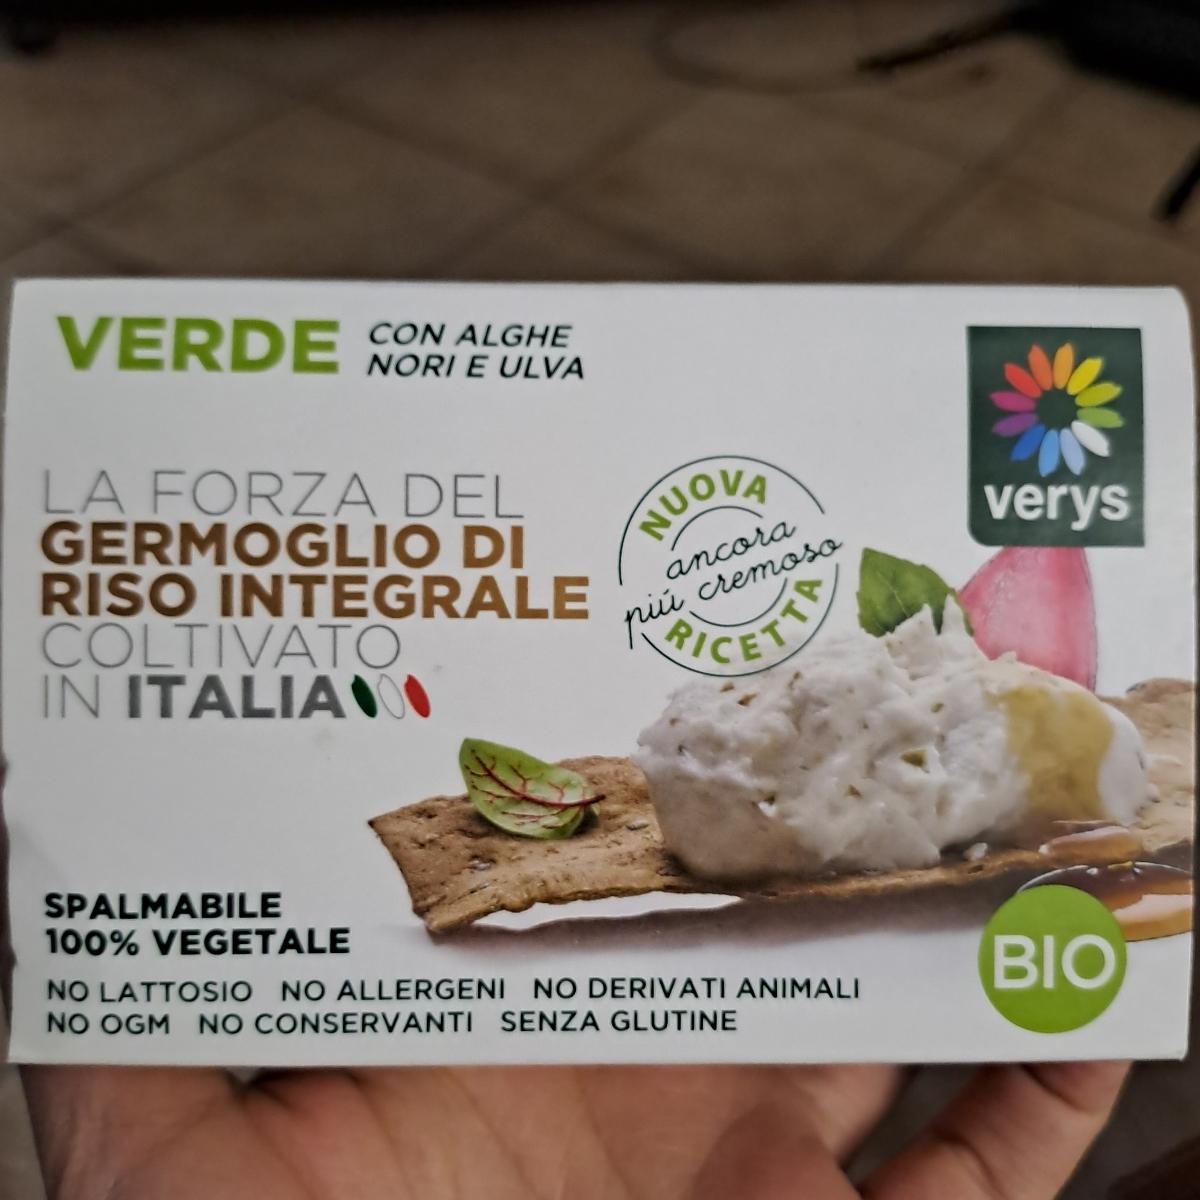 VERDE
CON ALGHE
NORI E ULVA
verys
LA FORZA DEL
GERMOGLIO DI
RISO INTEGRALE
COLTIVATO
IN ITALIA
NUOVA
ancora
piú cremoso
RICETTA
SPALMABILE
100% VEGETALE
NO LATTOSIO NO ALLERGENI NO DERIVATI ANIMALI
NO OGM NO CONSERVANTI SENZA GLUTINE
BIO